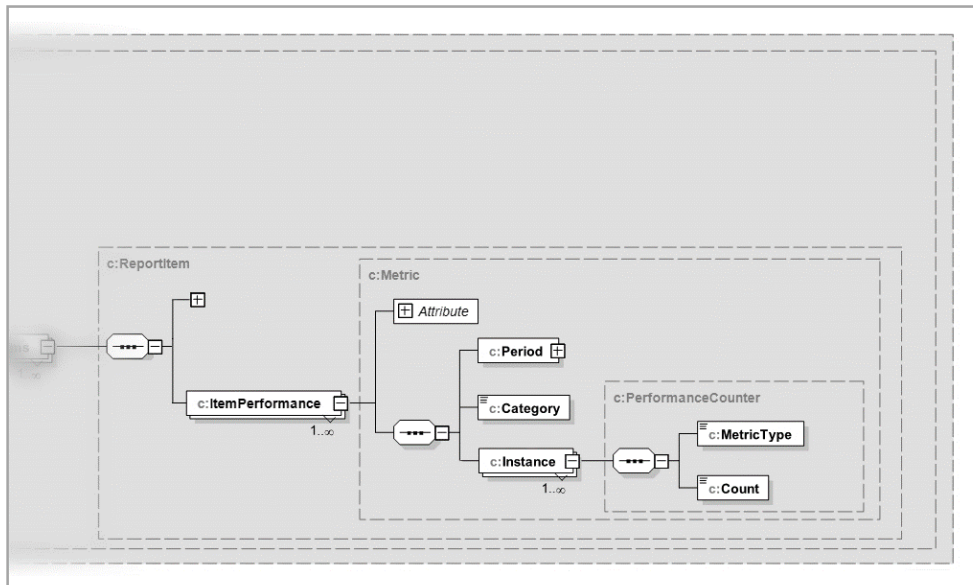 c:ReportItem
c:Metric
Attribute
c:Period
c:PerformanceCounter
c:Category
c:MetricType
c:ItemPerformance
1..∞
c:Instance
1..∞
c:Count